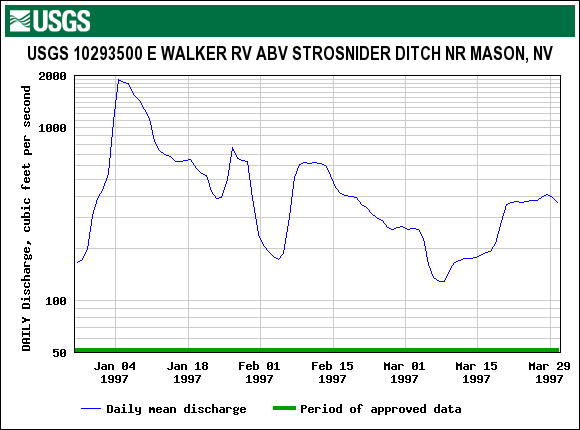 USGS
USGS 10293500 E WALKER RV ABV STROSNIDER DITCH NR MASON, NV
DAILY Discharge, cubic feet per second
2000
1000
100
50
Jan 04 Jan 18 Feb 01 Feb 15 Mar 01 Mar 15 Mar 29
1997 1997 1997 1997 1997 1997 1997
Daily mean discharge Period of approved data